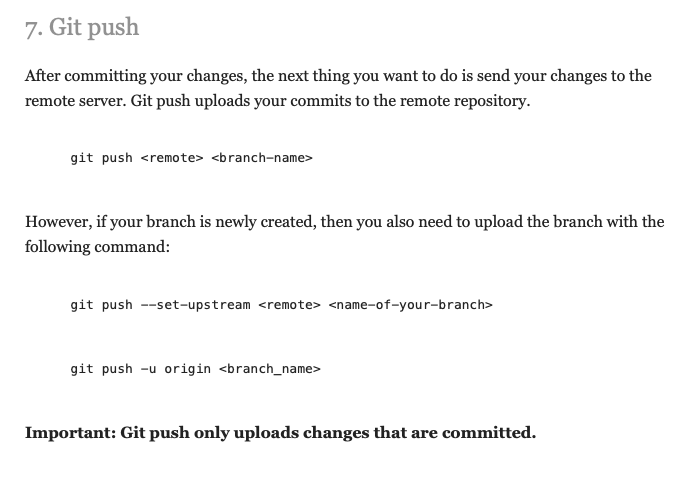 7. Git push
After committing your changes, the next thing you want to do is send your changes to the
remote server. Git push uploads your commits to the remote repository.
git push <remote> <branch-name>
However, if your branch is newly created, then you also need to upload the branch with the
following command:
git push --set-upstream <remote> <name-of-your-branch>
git push -u origin <branch_name>
Important: Git push only uploads changes that are committed.